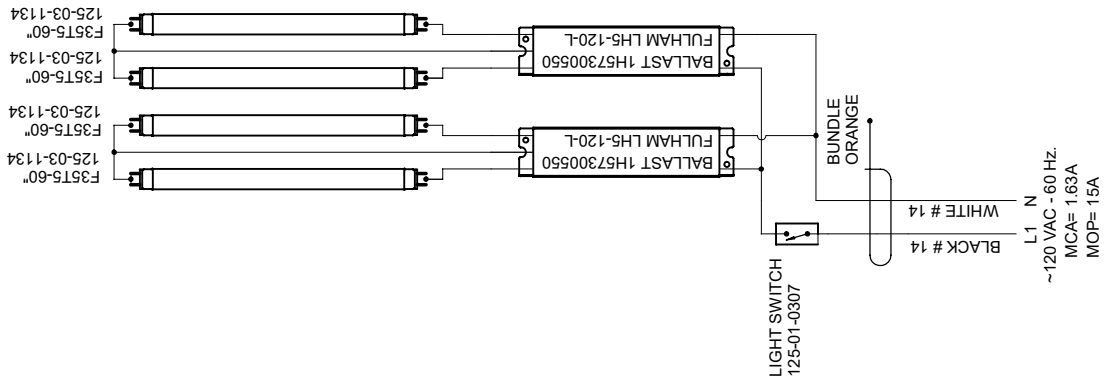 F35T5-60"
125-03-1134
F35T5-60"
125-03-1134
F35T5-60"
125-03-1134
F35T5-60"
125-03-1134
BALLAST 1H57300550
FULHAM LH5-120-L
BALLAST 1H57300550
FULHAM LH5-120-L
BUNDLE
ORANGE
LIGHT SWITCH
125-01-0307
WHITE # 14
BLACK # 14
N
L1
~120 VAC - 60 Hz.
MCA= 1.63A
MOP= 15A